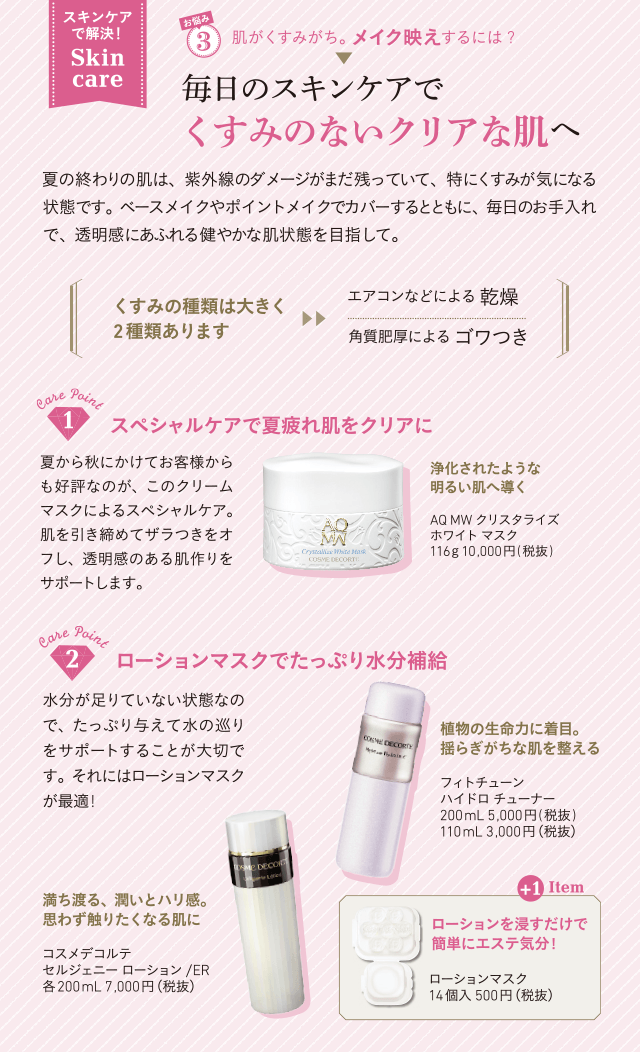 スキンケア
で解決！
Skin
care
お悩み
3
肌がくすみがち。メイク映えするには？
毎日のスキンケアで
くすみのないクリアな肌へ
夏の終わりの肌は、紫外線のダメージがまだ残っていて、特にくすみが気になる
状態です。ベースメイクやポイントメイクでカバーするとともに、毎日のお手入れ
で、透明感にあふれる健やかな肌状態を目指して。
くすみの種類は大きく
2種類あります
エアコンなどによる 乾燥
角質肥厚による ゴワつき
Care Point
1
スペシャルケアで夏疲れ肌をクリアに
夏から秋にかけてお客様から
も好評なのが、このクリーム
マスクによるスペシャルケア。
肌を引き締めてザラつきをオ
フし、透明感のある肌作りを
サポートします。
AQ
MW
Crystallize White Mask
COSME DECORTE
浄化されたような
明るい肌へ導く
AQ MW クリスタライズ
ホワイト マスク
116g 10,000円(税抜)
Care Point
2
ローションマスクでたっぷり水分補給
水分が足りていない状態なの
で、たっぷり与えて水の巡り
をサポートすることが大切で
す。それにはローションマスク
が最適！
COSME DECORTE
植物の生命力に着目。
揺らぎがちな肌を整える
フィトチューン
ハイドロ チューナー
200mL 5,000円(税抜)
110mL 3,000円(税抜)
COSME DECORTE
満ち渡る、潤いとハリ感。
思わず触りたくなる肌に
コスメデコルテ
セルジェニー ローション /ER
各200mL 7,000円(税抜)
+1 Item
ローションを浸すだけで
簡単にエステ気分！
ローションマスク
14個入 500円(税抜)